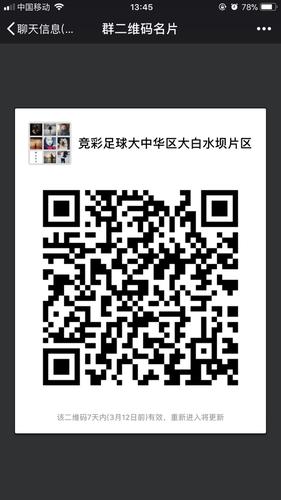 中国移动 13:45 78%
聊天信息(... 群二维码名片
竞彩足球大中华区大白水坝片区
该二维码7天内(3月12日前)有效，重新进入将更新